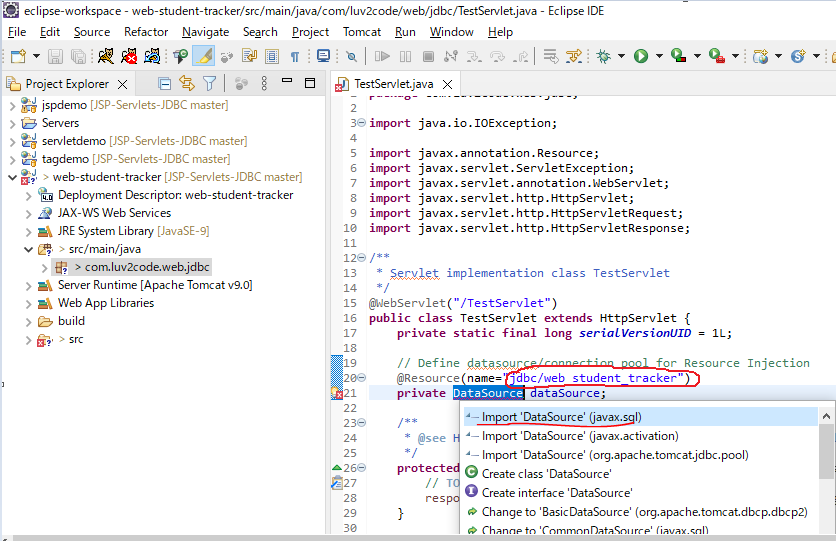 eclipse-workspace - web-student-tracker/src/main/java/com/luv2code/web/jdbc/TestServlet.java - Eclipse IDE
File Edit Source Refactor Navigate Search Project Tomcat Run Window Help
Project Explorer
jspdemo [JSP-Servlets-JDBC master]
Servers
servletdemo [JSP-Servlets-JDBC master]
tagdemo [JSP-Servlets-JDBC master]
> web-student-tracker [JSP-Servlets-JDBC master]
Deployment Descriptor: web-student-tracker
JAX-WS Web Services
JRE System Library [JavaSE-9]
> src/main/java
> com.luv2code.web.jdbc
Server Runtime [Apache Tomcat v9.0]
Web App Libraries
build
> src
TestServlet.java
2
3 import java.io.IOException;
4
5 import javax.annotation.Resource;
6 import javax.servlet.ServletException;
7 import javax.servlet.annotation.WebServlet;
8 import javax.servlet.http.HttpServlet;
9 import javax.servlet.http.HttpServletRequest;
10 import javax.servlet.http.HttpServletResponse;
11
12 /**
13 * Servlet implementation class TestServlet
14 */
15 @WebServlet("/TestServlet")
16 public class TestServlet extends HttpServlet {
17 private static final long serialVersionUID = 1L;
18
19 // Define datasource/connection pool for Resource Injection
20 @Resource(name="jdbc/web_student_tracker")
21 private DataSource dataSource;
22
23 /**
24 * @see H
25 */
26 protected
27 // TO
28 respo
29 }
30
Import 'DataSource' (javax.sql)
Import 'DataSource' (javax.activation)
Import 'DataSource' (org.apache.tomcat.jdbc.pool)
Create class 'DataSource'
Create interface 'DataSource'
Change to 'BasicDataSource' (org.apache.tomcat.dbcp.dbcp2)
Change to 'CommonDataSource' (javax.sql)